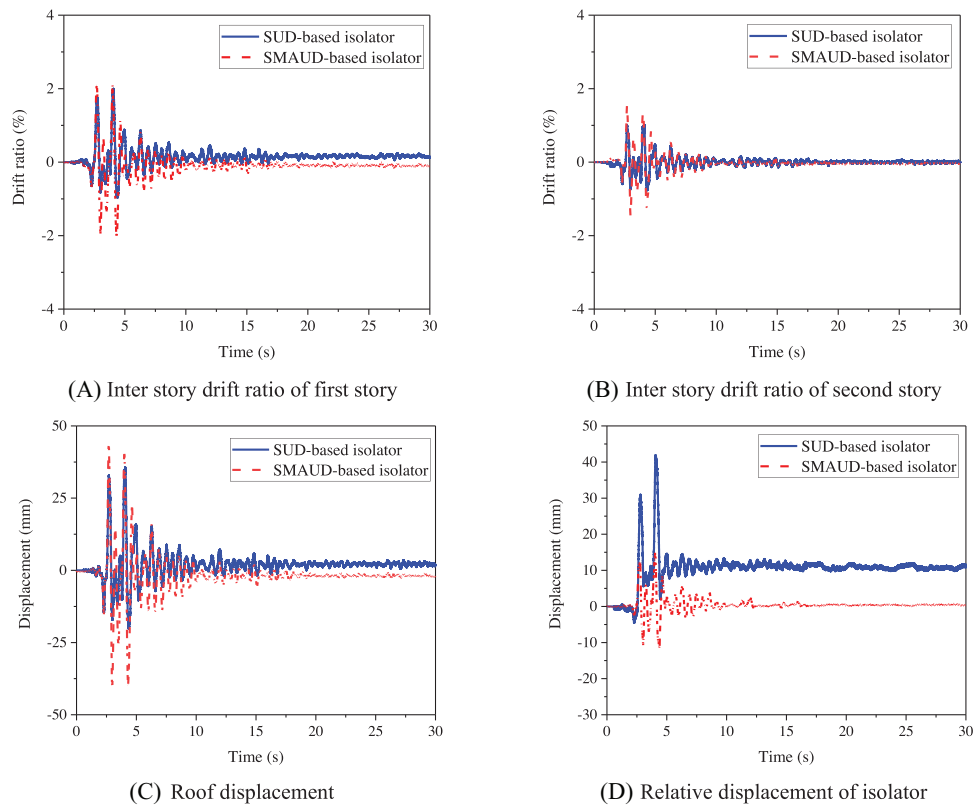 4
2
0
-2
-4
Drift ratio (%)
SUD-based isolator
SMAUD-based isolator
0 5 10 15 20 25 30
Time (s)
(A) Inter story drift ratio of first story
4
2
0
-2
-4
Drift ratio (%)
SUD-based isolator
SMAUD-based isolator
0 5 10 15 20 25 30
Time (s)
(B) Inter story drift ratio of second story
50
25
0
-25
-50
Displacement (mm)
SUD-based isolator
SMAUD-based isolator
0 5 10 15 20 25 30
Time (s)
(C) Roof displacement
50
40
30
20
10
0
-10
-20
-30
Displacement (mm)
SUD-based isolator
SMAUD-based isolator
0 5 10 15 20 25 30
Time (s)
(D) Relative displacement of isolator